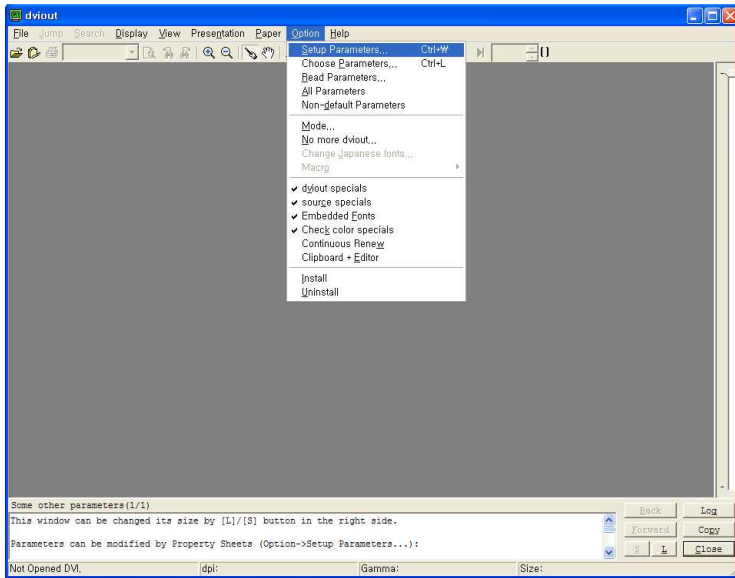 dviout
File Jump Search Display View Presentation Paper Option Help
Setup Parameters... Ctrl+₩
Choose Parameters... Ctrl+L
Read Parameters...
All Parameters
Non-default Parameters
Mode...
No more dviout...
Change Japanese fonts...
Macro
dviout specials
source specials
Embedded Fonts
Check color specials
Continuous Renew
Clipboard + Editor
Install
Uninstall
Some other parameters(1/1)
This window can be changed its size by [L]/[S] button in the right side.
Parameters can be modified by Property Sheets (Option->Setup Parameters...):
Back Log
Forward Copy
S L Close
Not Opened DVI, dpi: Gamma: Size: